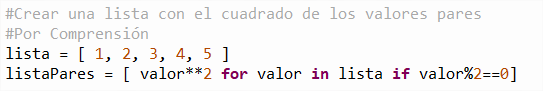 #Crear una lista con el cuadrado de los valores pares
#Por Comprensión
lista = [ 1, 2, 3, 4, 5 ]
listaPares = [ valor**2 for valor in lista if valor%2==0]